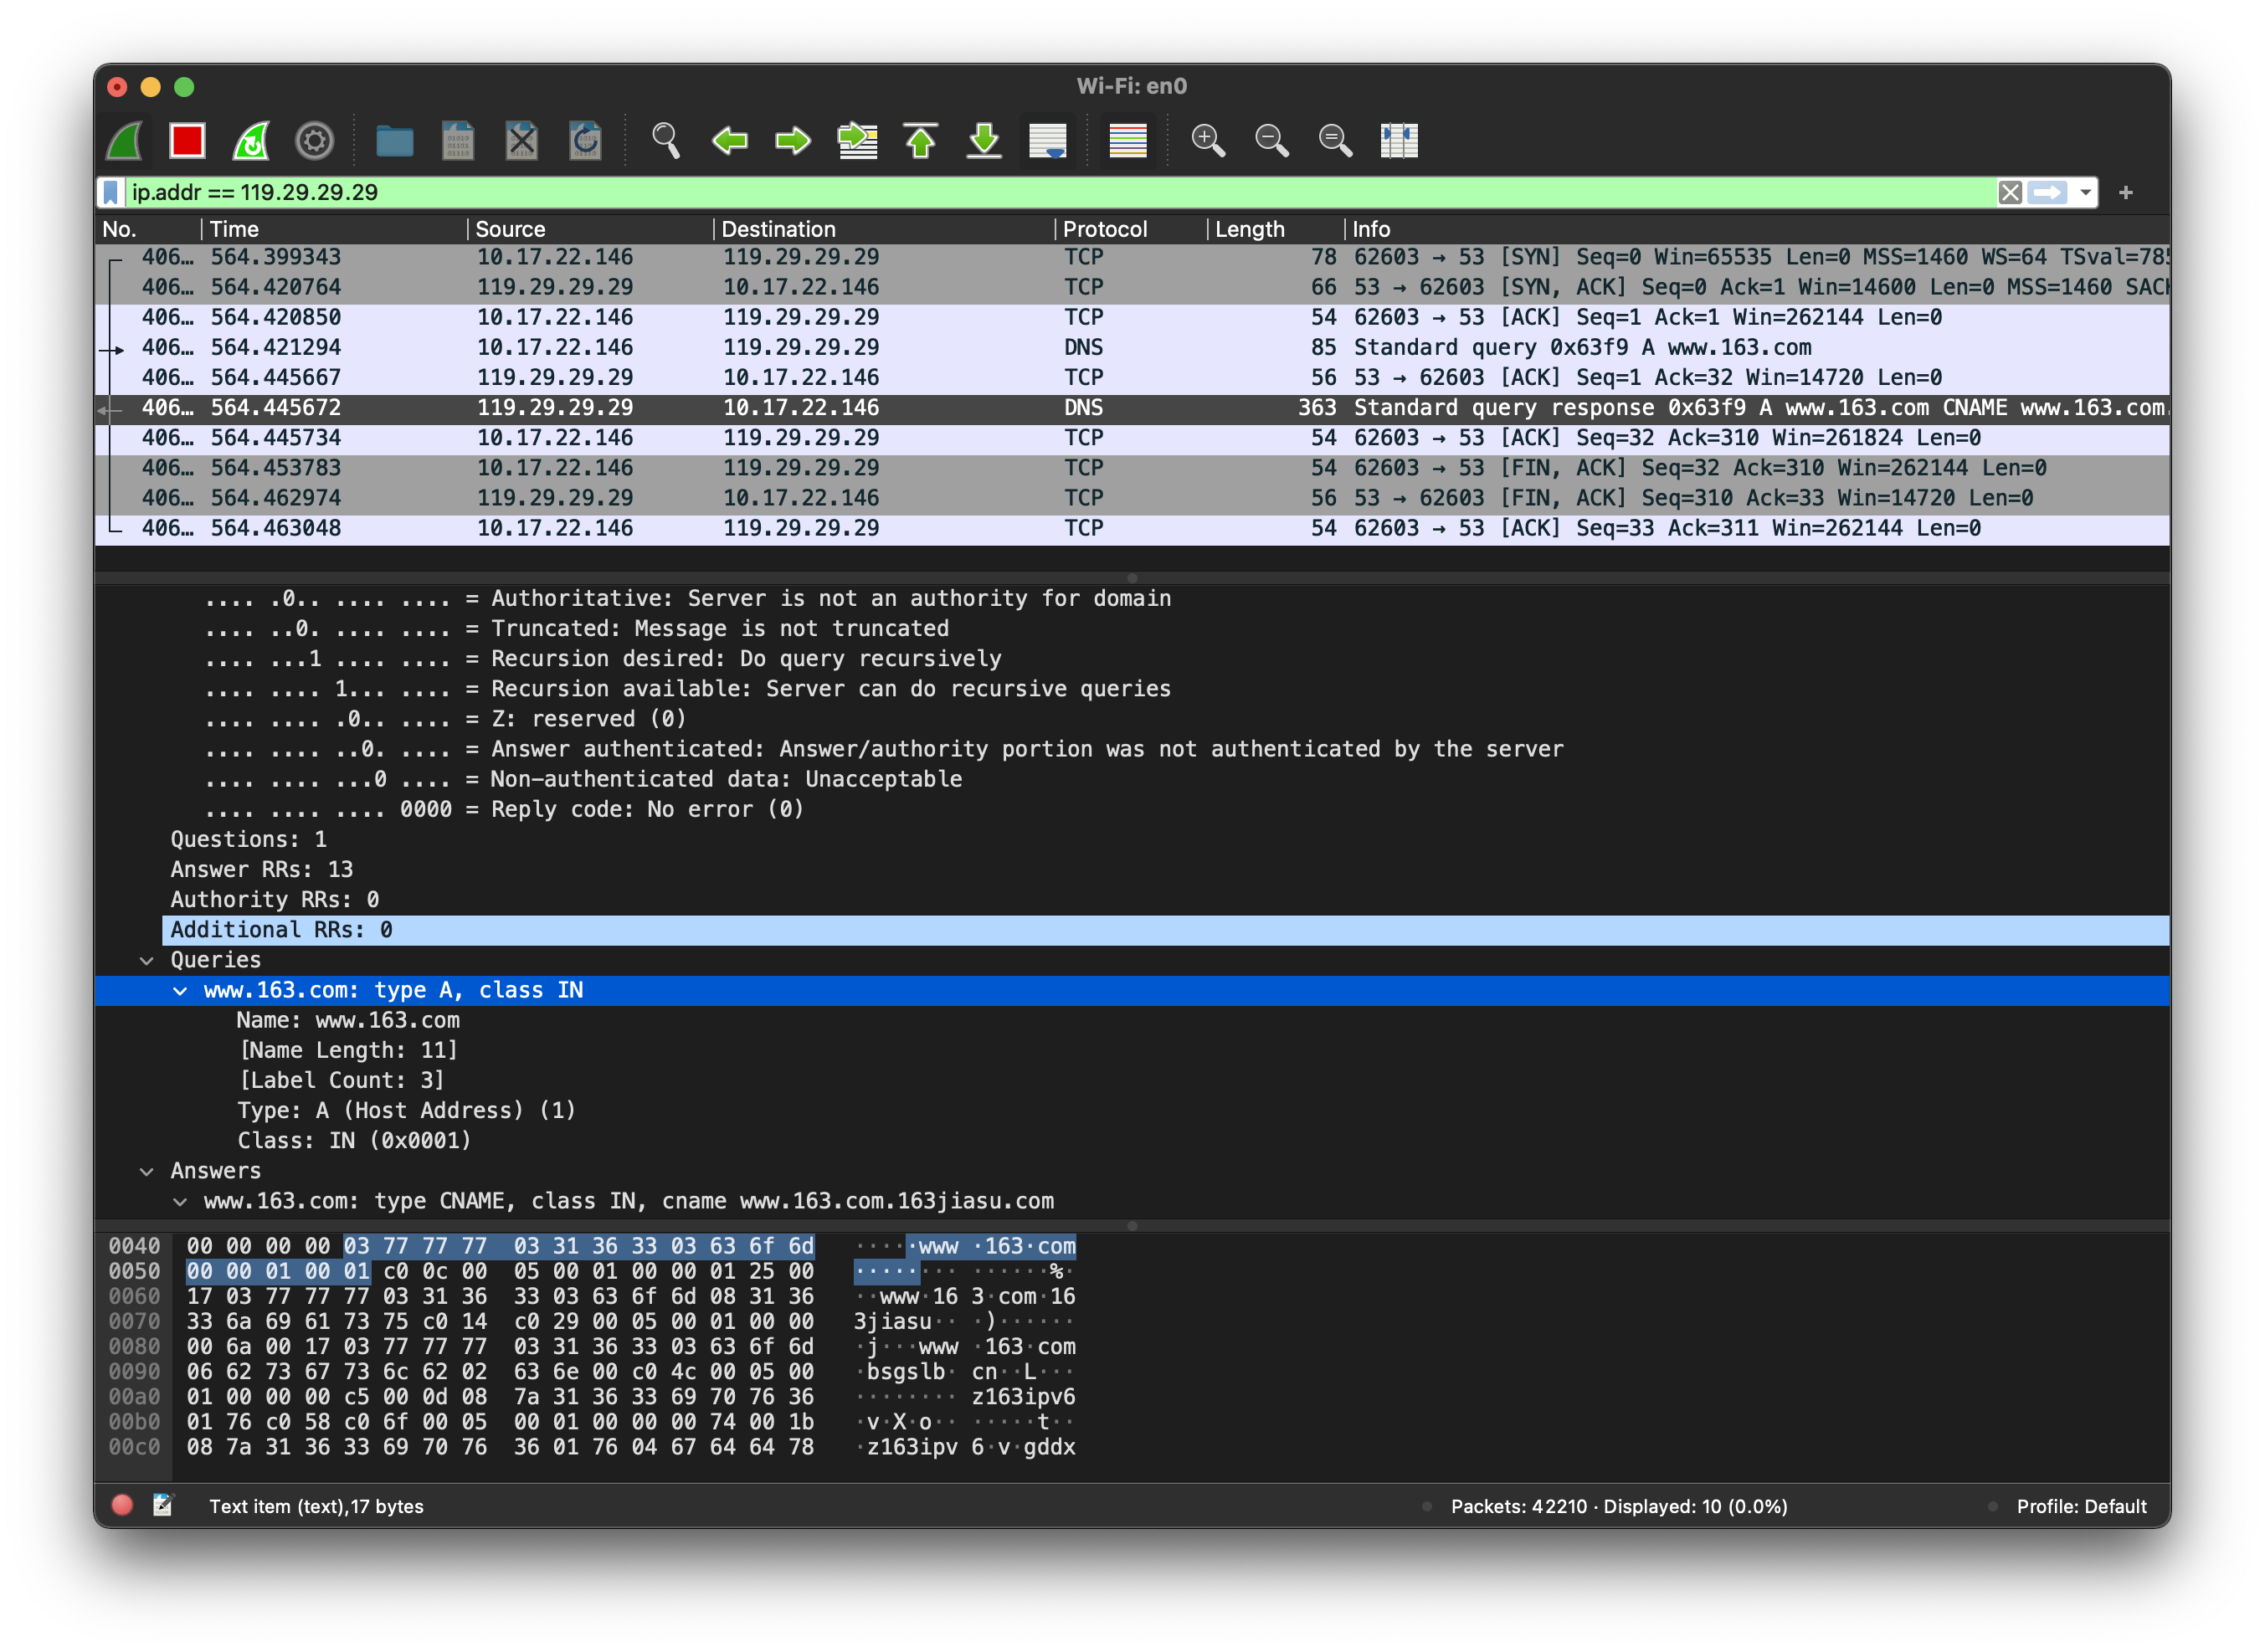 Wi-Fi: en0
ip.addr == 119.29.29.29
No. Time Source Destination Protocol Length Info
406… 564.399343 10.17.22.146 119.29.29.29 TCP 78 62603 → 53 [SYN] Seq=0 Win=65535 Len=0 MSS=1460 WS=64 TSval=785
406… 564.420764 119.29.29.29 10.17.22.146 TCP 66 53 → 62603 [SYN, ACK] Seq=0 Ack=1 Win=14600 Len=0 MSS=1460 SACK
406… 564.420850 10.17.22.146 119.29.29.29 TCP 54 62603 → 53 [ACK] Seq=1 Ack=1 Win=262144 Len=0
406… 564.421294 10.17.22.146 119.29.29.29 DNS 85 Standard query 0x63f9 A www.163.com
406… 564.445667 119.29.29.29 10.17.22.146 TCP 56 53 → 62603 [ACK] Seq=1 Ack=32 Win=14720 Len=0
406… 564.445672 119.29.29.29 10.17.22.146 DNS 363 Standard query response 0x63f9 A www.163.com CNAME www.163.com.
406… 564.445734 10.17.22.146 119.29.29.29 TCP 54 62603 → 53 [ACK] Seq=32 Ack=310 Win=261824 Len=0
406… 564.453783 10.17.22.146 119.29.29.29 TCP 54 62603 → 53 [FIN, ACK] Seq=32 Ack=310 Win=262144 Len=0
406… 564.462974 119.29.29.29 10.17.22.146 TCP 56 53 → 62603 [FIN, ACK] Seq=310 Ack=33 Win=14720 Len=0
406… 564.463048 10.17.22.146 119.29.29.29 TCP 54 62603 → 53 [ACK] Seq=33 Ack=311 Win=262144 Len=0
.... .0.. .... .... = Authoritative: Server is not an authority for domain
.... ..0. .... .... = Truncated: Message is not truncated
.... ...1 .... .... = Recursion desired: Do query recursively
.... .... 1... .... = Recursion available: Server can do recursive queries
.... .... .0.. .... = Z: reserved (0)
.... .... ..0. .... = Answer authenticated: Answer/authority portion was not authenticated by the server
.... .... ...0 .... = Non-authenticated data: Unacceptable
.... .... .... 0000 = Reply code: No error (0)
Questions: 1
Answer RRs: 13
Authority RRs: 0
Additional RRs: 0
Queries
www.163.com: type A, class IN
Name: www.163.com
[Name Length: 11]
[Label Count: 3]
Type: A (Host Address) (1)
Class: IN (0x0001)
Answers
www.163.com: type CNAME, class IN, cname www.163.com.163jiasu.com
0040 00 00 00 00 03 77 77 77 03 31 36 33 03 63 6f 6d ·····www ·163·com
0050 00 00 01 00 01 c0 0c 00 05 00 01 00 00 01 25 00 ········ ······%·
0060 17 03 77 77 77 03 31 36 33 03 63 6f 6d 08 31 36 ··www·16 3·com·16
0070 33 6a 69 61 73 75 c0 14 c0 29 00 05 00 01 00 00 3jiasu·· ·)······
0080 00 6a 00 17 03 77 77 77 03 31 36 33 03 63 6f 6d ·j···www ·163·com
0090 06 62 73 67 73 6c 62 02 63 6e 00 c0 4c 00 05 00 ·bsgslb· cn··L···
00a0 01 00 00 00 c5 00 0d 08 7a 31 36 33 69 70 76 36 ········ z163ipv6
00b0 01 76 c0 58 c0 6f 00 05 00 01 00 00 00 74 00 1b ·v·X·o·· ·····t··
00c0 08 7a 31 36 33 69 70 76 36 01 76 04 67 64 64 78 ·z163ipv 6·v·gddx
Text item (text),17 bytes
Packets: 42210 · Displayed: 10 (0.0%)
Profile: Default